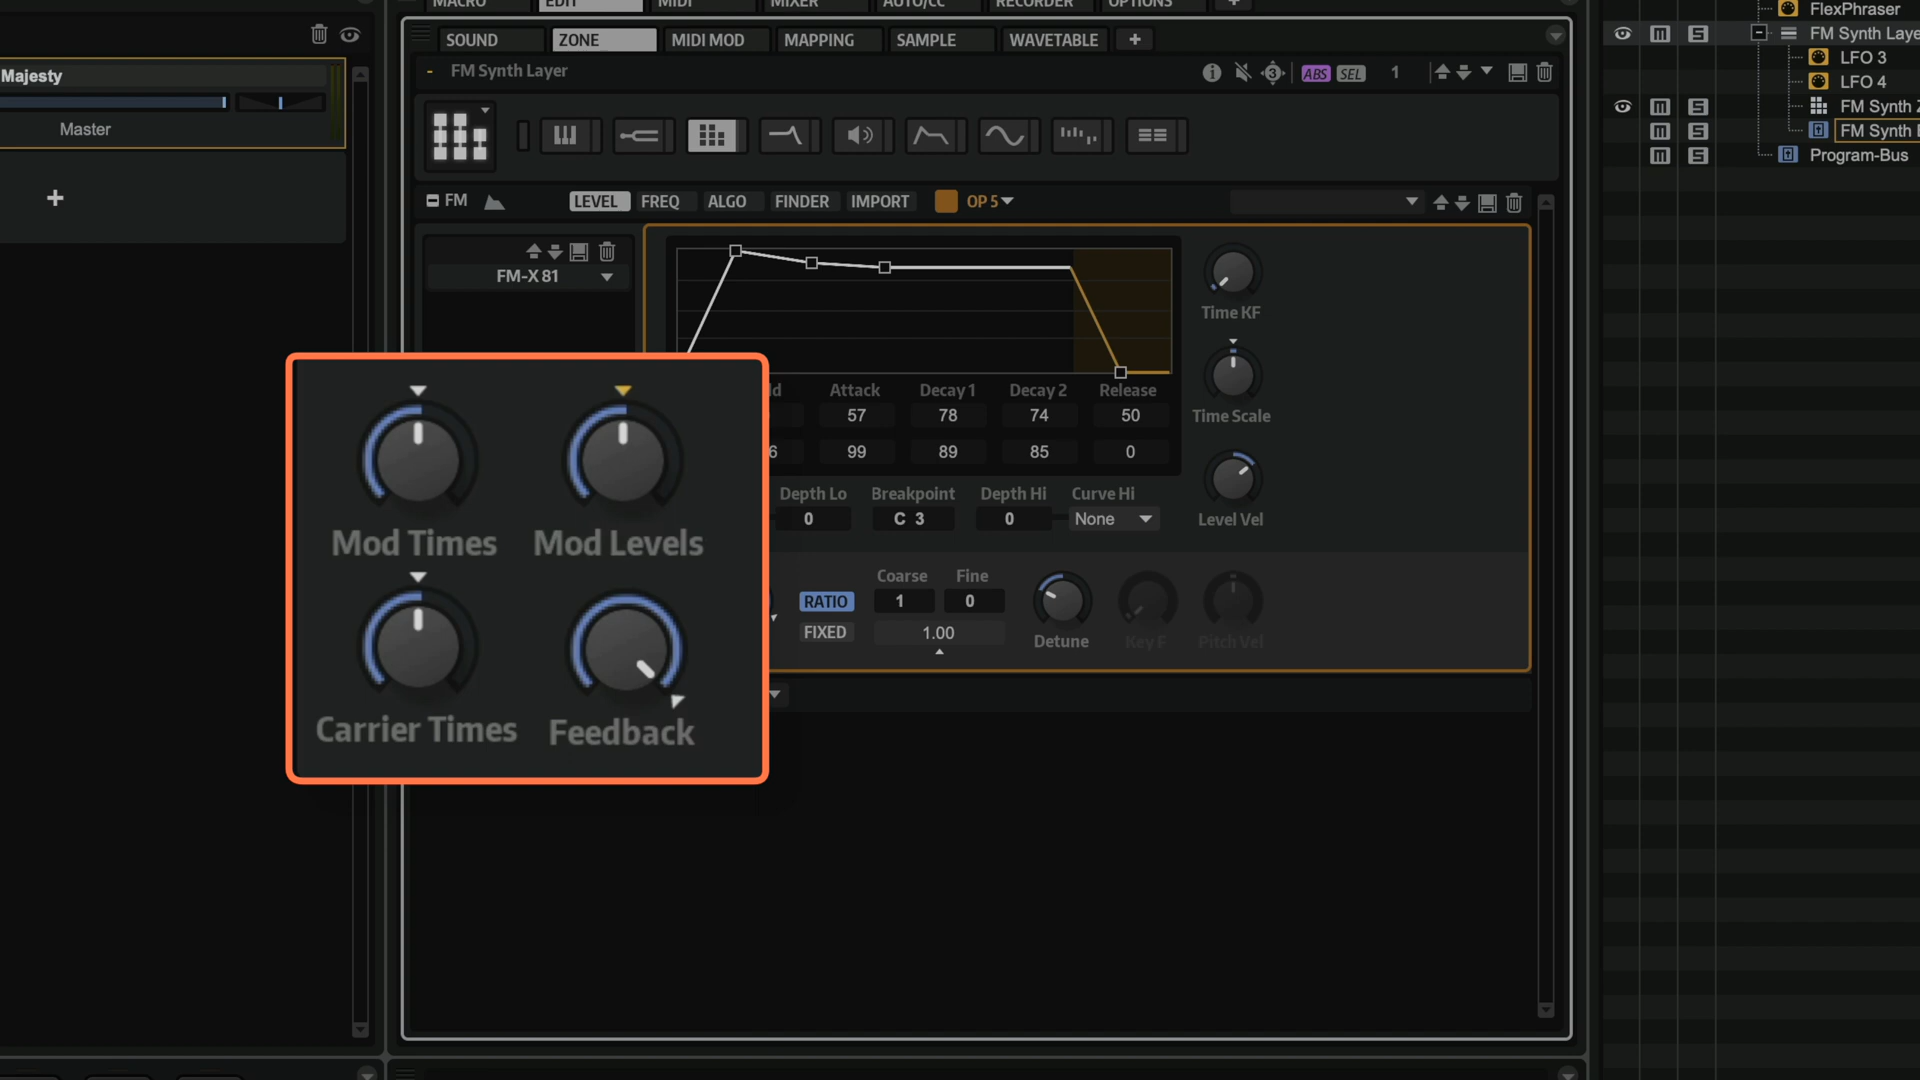 MACRO EDIT MIDI MIXER AUTO/CC RECORDER OPTIONS +
FlexPhraser
SOUND ZONE MIDI MOD MAPPING SAMPLE WAVETABLE +
m S FM Synth Laye
LFO 3
Majesty
- FM Synth Layer
3 ABS SEL 1
LFO 4
m S FM Synth
Master
m S FM Synth
m S Program-Bus
+
FM LEVEL FREQ ALGO FINDER IMPORT OP 5
FM-X 81
Time KF
Attack Decay 1 Decay 2 Release
57 78 74 50
Time Scale
6 99 89 85 0
Depth Lo Breakpoint Depth Hi Curve Hi
0 C 3 0 None
Level Vel
Mod Times Mod Levels
Coarse Fine
RATIO 1 0
FIXED 1.00
Detune Key F Pitch Vel
Carrier Times Feedback